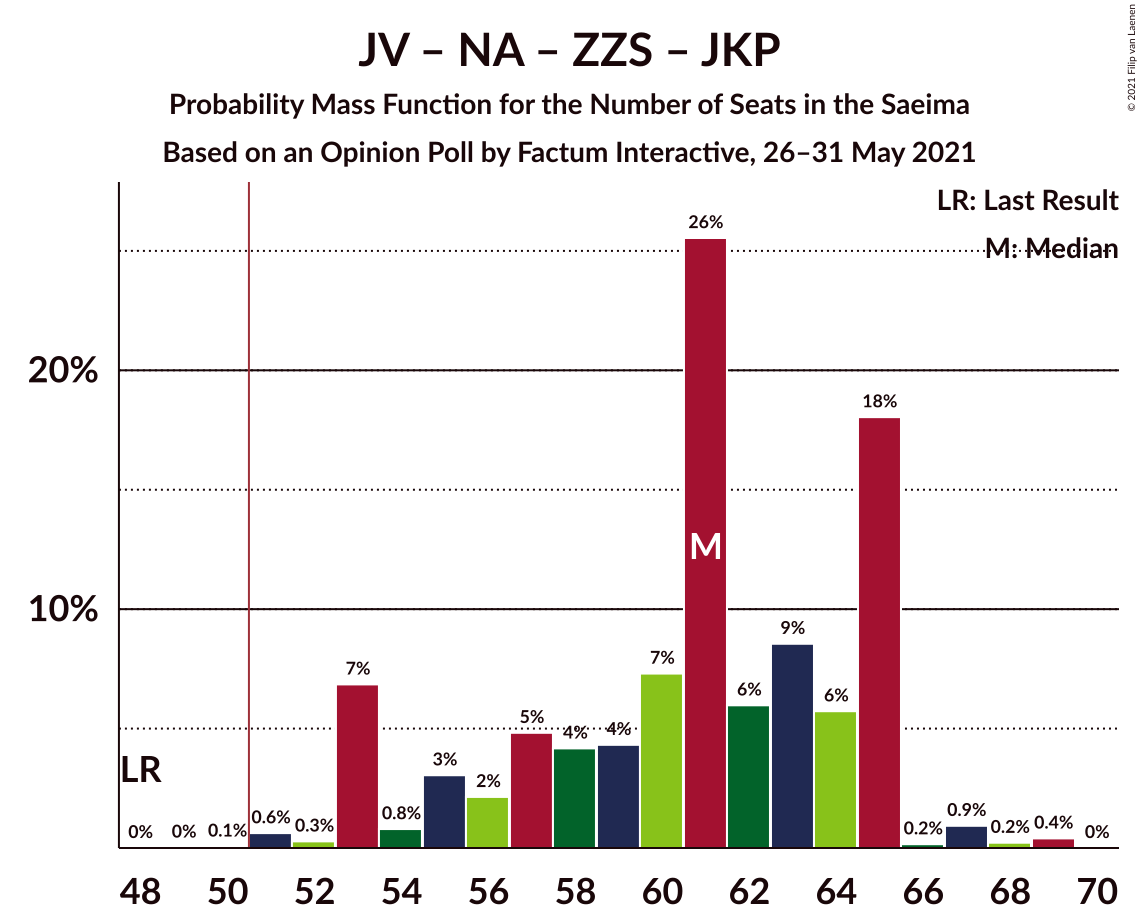 JV – NA – ZZS – JKP
Probability Mass Function for the Number of Seats in the Saeima
Based on an Opinion Poll by Factum Interactive, 26–31 May 2021
© 2021 Filip van Laenen
LR: Last Result
M: Median
20%
10%
LR
M
0% 0% 0.1% 0.6% 0.3% 7% 0.8% 3% 2% 5% 4% 4% 7% 26% 6% 9% 6% 18% 0.2% 0.9% 0.2% 0.4% 0%
48 50 52 54 56 58 60 62 64 66 68 70